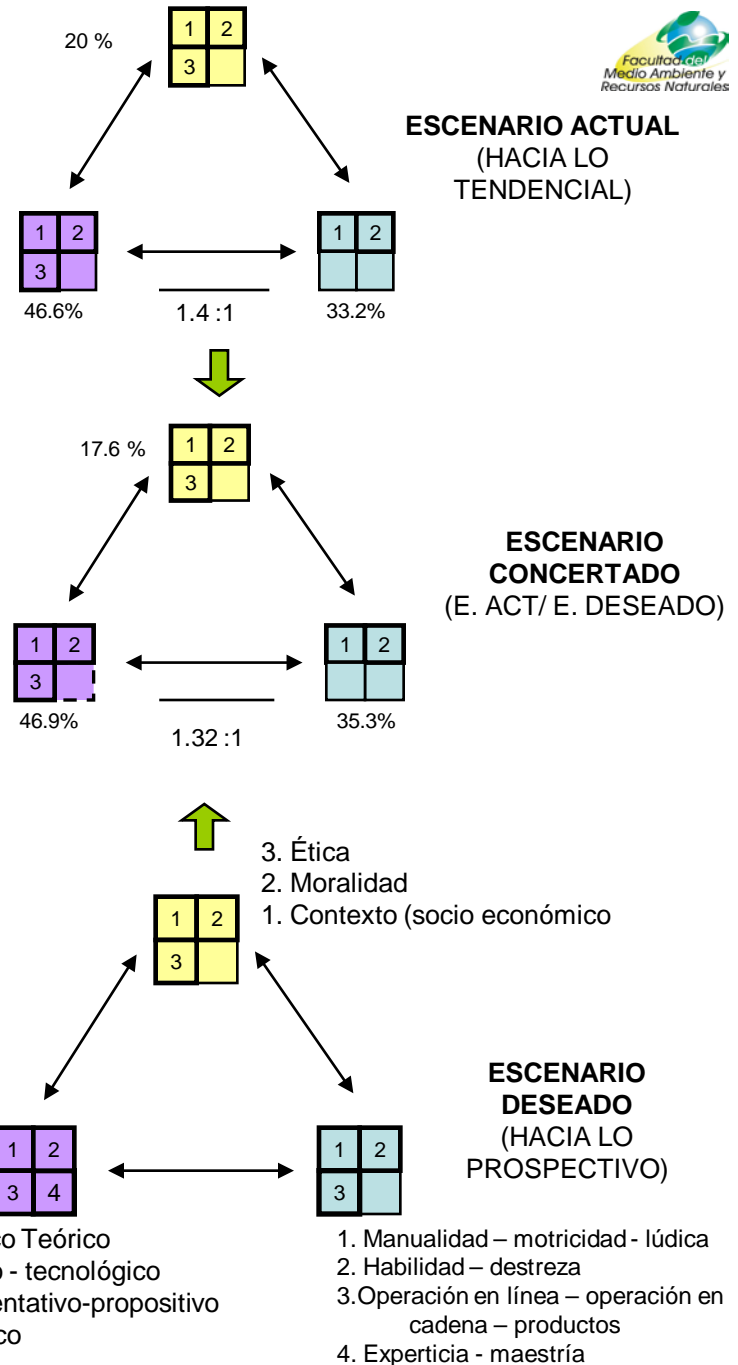 20 %
1 2
3
Facultad del
Medio Ambiente y
Recursos Naturales
ESCENARIO ACTUAL
(HACIA LO
TENDENCIAL)
1 2
3
46.6%
1.4 :1
1 2
33.2%
17.6 %
1 2
3
ESCENARIO
CONCERTADO
(E. ACT/ E. DESEADO)
1 2
3
46.9%
1.32 :1
1 2
35.3%
3. Ética
2. Moralidad
1. Contexto (socio económico
1 2
3
ESCENARIO
DESEADO
(HACIA LO
PROSPECTIVO)
1 2
3 4
1 2
3
co Teórico
o - tecnológico
entativo-propositivo
co
1. Manualidad – motricidad - lúdica
2. Habilidad – destreza
3.Operación en línea – operación en
cadena – productos
4. Experticia - maestría